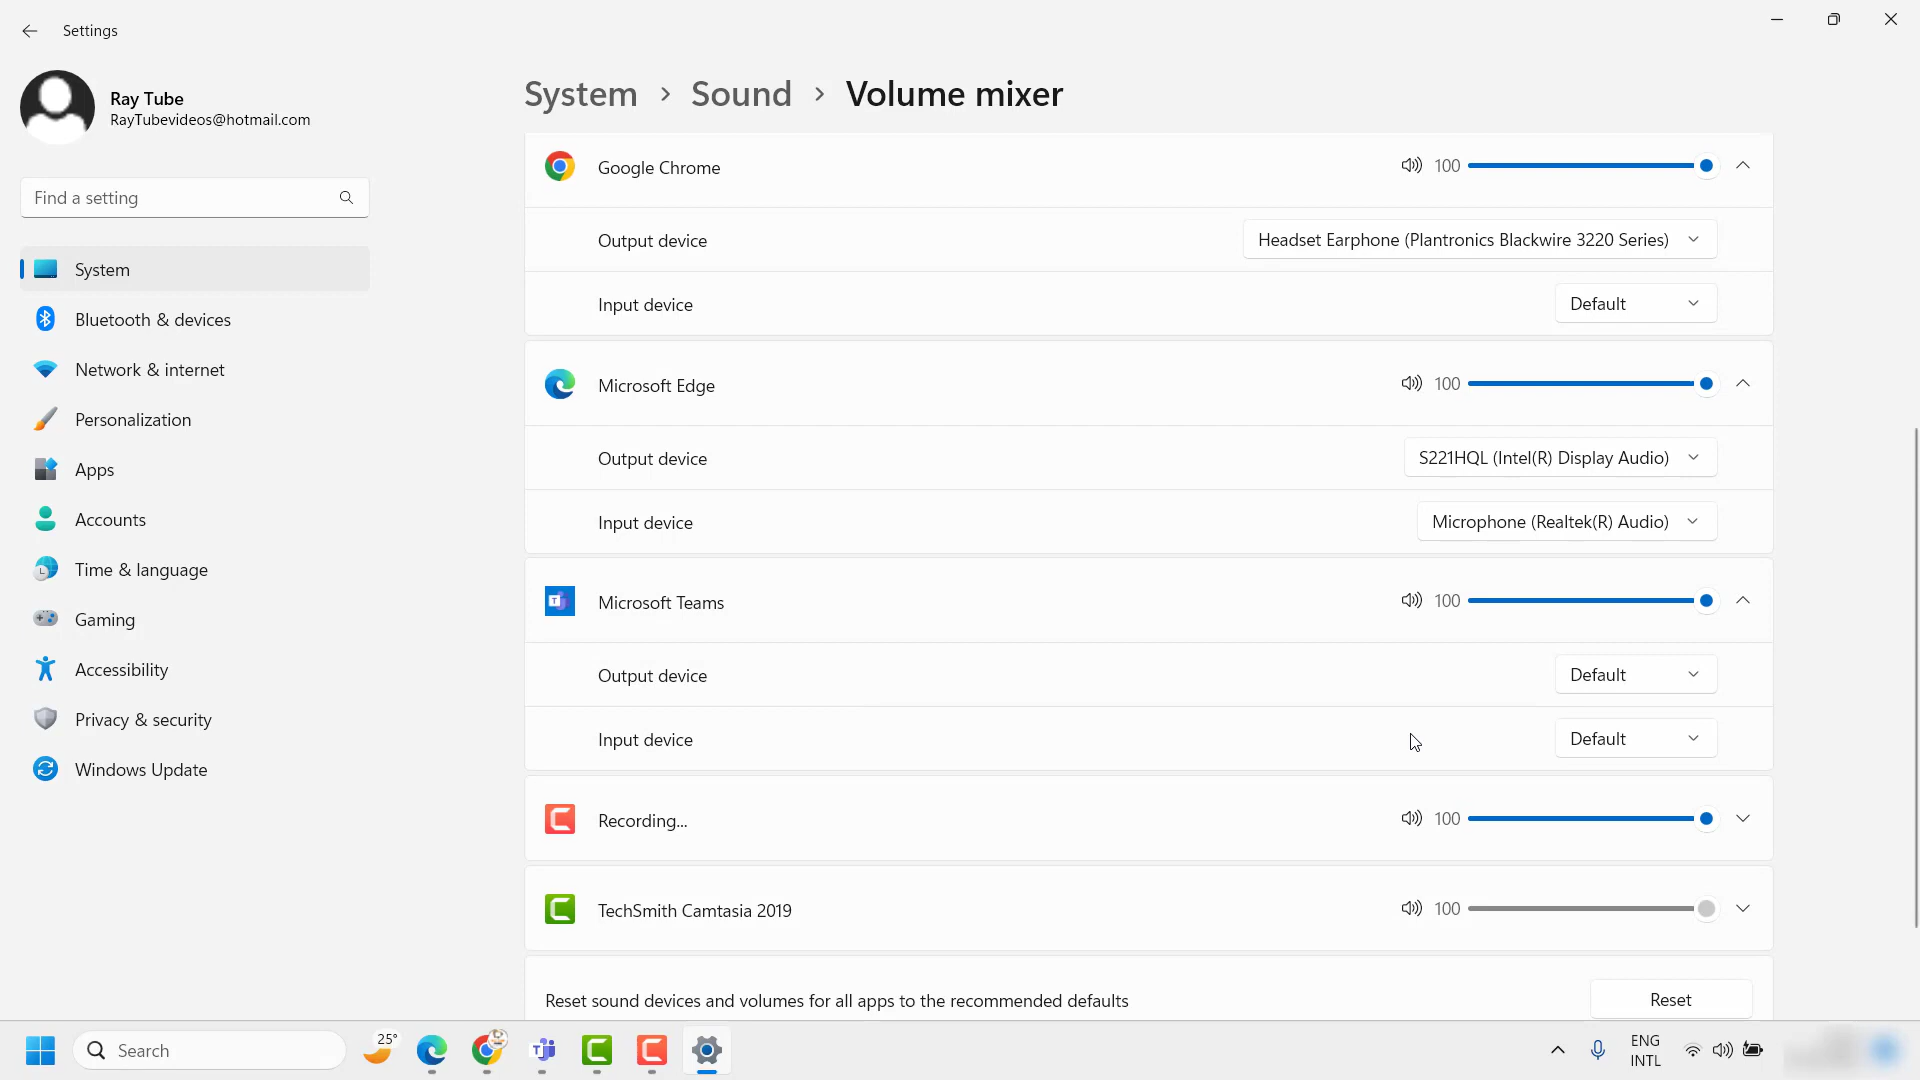 Settings
Ray Tube
RayTubevideos@hotmail.com
Find a setting
System
Bluetooth & devices
Network & internet
Personalization
Apps
Accounts
Time & language
Gaming
Accessibility
Privacy & security
Windows Update
System > Sound > Volume mixer
Google Chrome 100
Output device Headset Earphone (Plantronics Blackwire 3220 Series)
Input device Default
Microsoft Edge 100
Output device S221HQL (Intel(R) Display Audio)
Input device Microphone (Realtek(R) Audio)
Microsoft Teams 100
Output device Default
Input device Default
Recording... 100
TechSmith Camtasia 2019 100
Reset sound devices and volumes for all apps to the recommended defaults Reset
Search 25° ENG
INTL